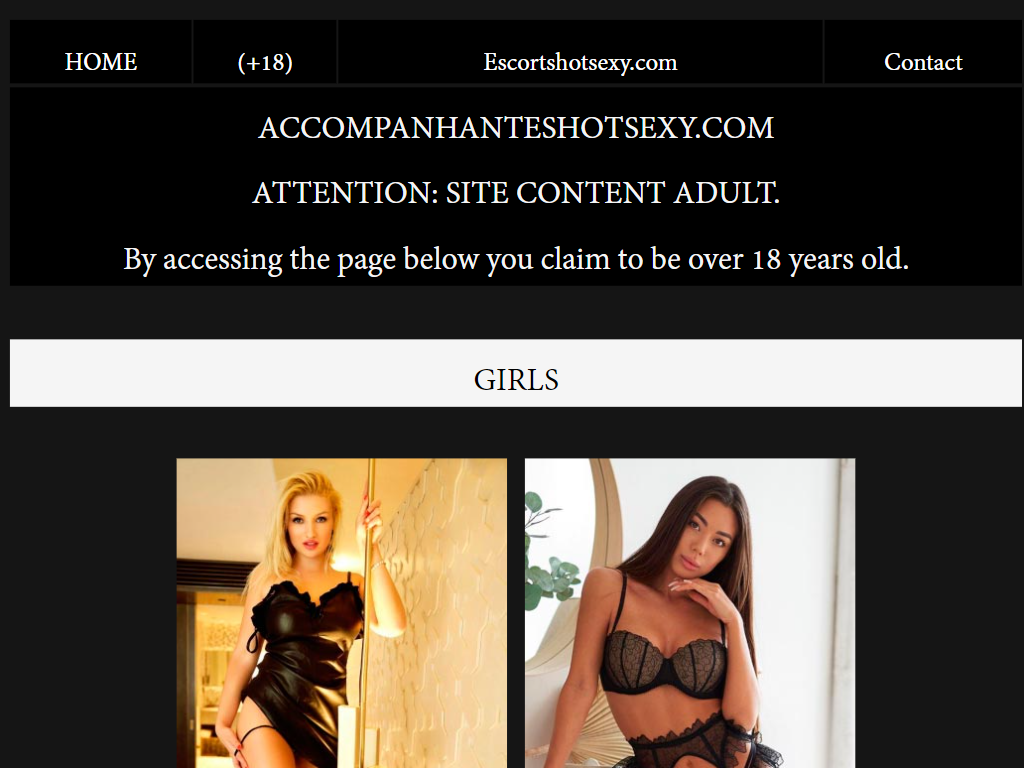 HOME (+18) Escortshotsexy.com Contact
ACCOMPANHANTESHOTSEXY.COM
ATTENTION: SITE CONTENT ADULT.
By accessing the page below you claim to be over 18 years old.
GIRLS